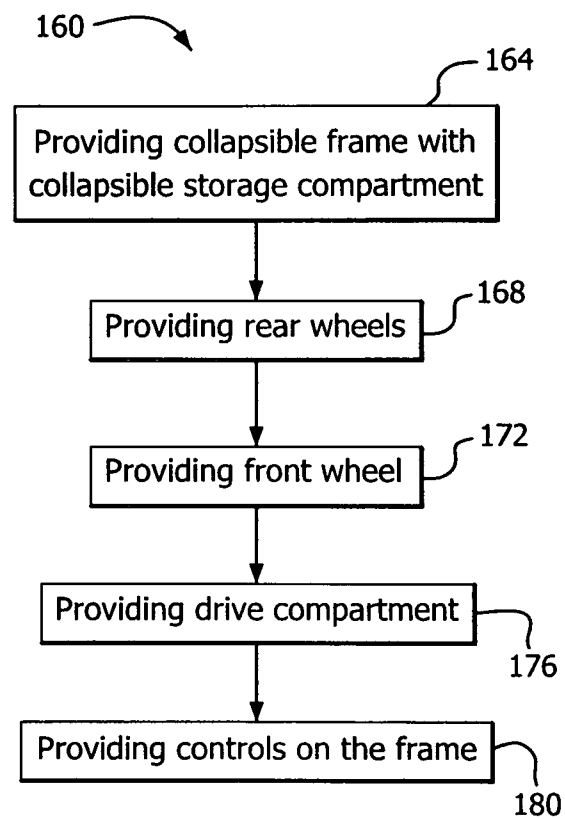 160
164
Providing collapsible frame with
collapsible storage compartment
168
Providing rear wheels
172
Providing front wheel
Providing drive compartment
176
Providing controls on the frame
180